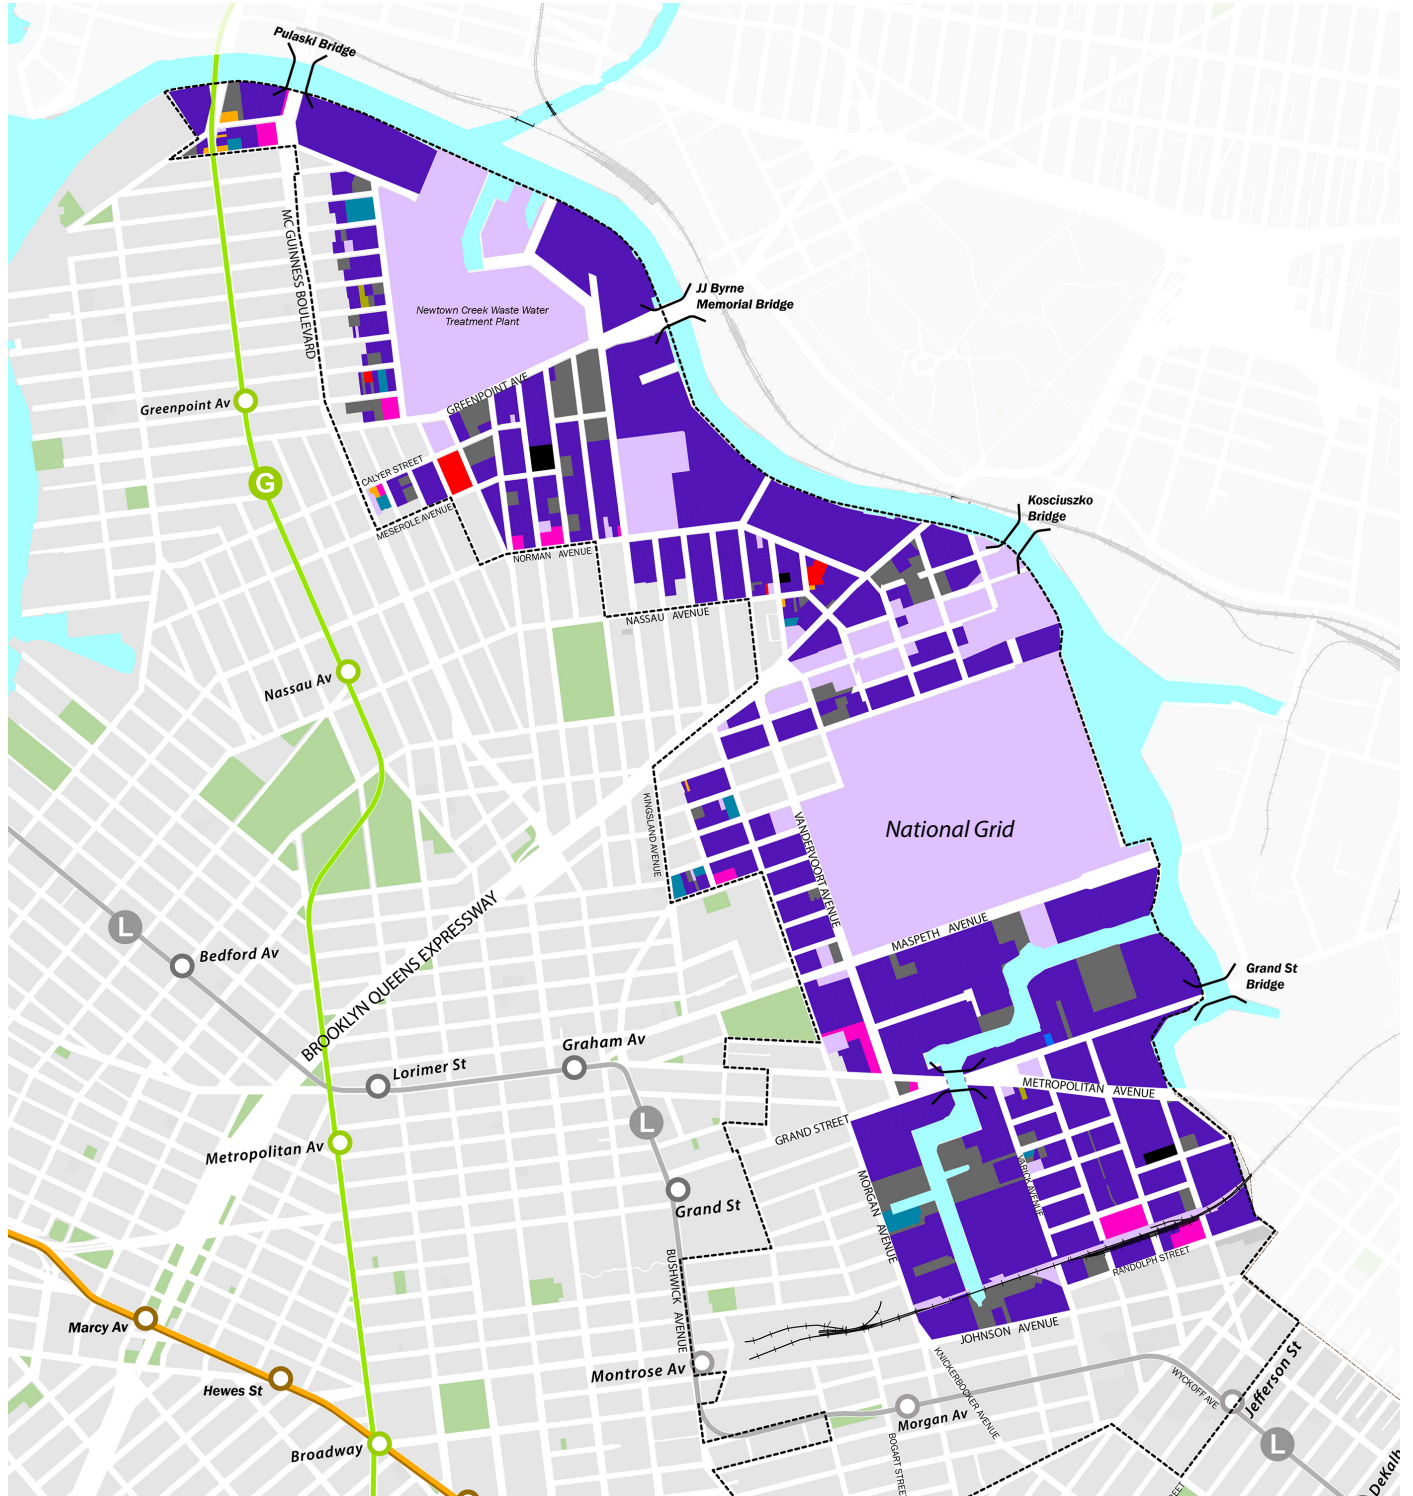 Pulaski Bridge
MC GUINNESS BOULEVARD
JJ Byrne
Memorial Bridge
Newtown Creek Waste Water
Treatment Plant
Greenpoint Av
GREENPOINT AVE
G
CALYER STREET
MESEROLE AVENUE
NORMAN AVENUE
Kosciuszko
Bridge
NASSAU AVENUE
Nassau Av
KINGSLAND AVENUE
VANDERVOORT AVENUE
National Grid
L
Bedford Av
BROOKLYN QUEENS EXPRESSWAY
MASPETH AVENUE
Grand St
Bridge
Graham Av
Lorimer St
METROPOLITAN AVENUE
L
GRAND STREET
Metropolitan Av
MORGAN AVENUE
VARICK AVENUE
Grand St
BUSHWICK AVENUE
RANDOLPH STREET
Marcy Av
JOHNSON AVENUE
Hewes St
Montrose Av
KNICKERBOCKER AVENUE
WYCKOFF AVE
Jefferson St
Morgan Av
Broadway
BOGART STREET
L
DeKalb